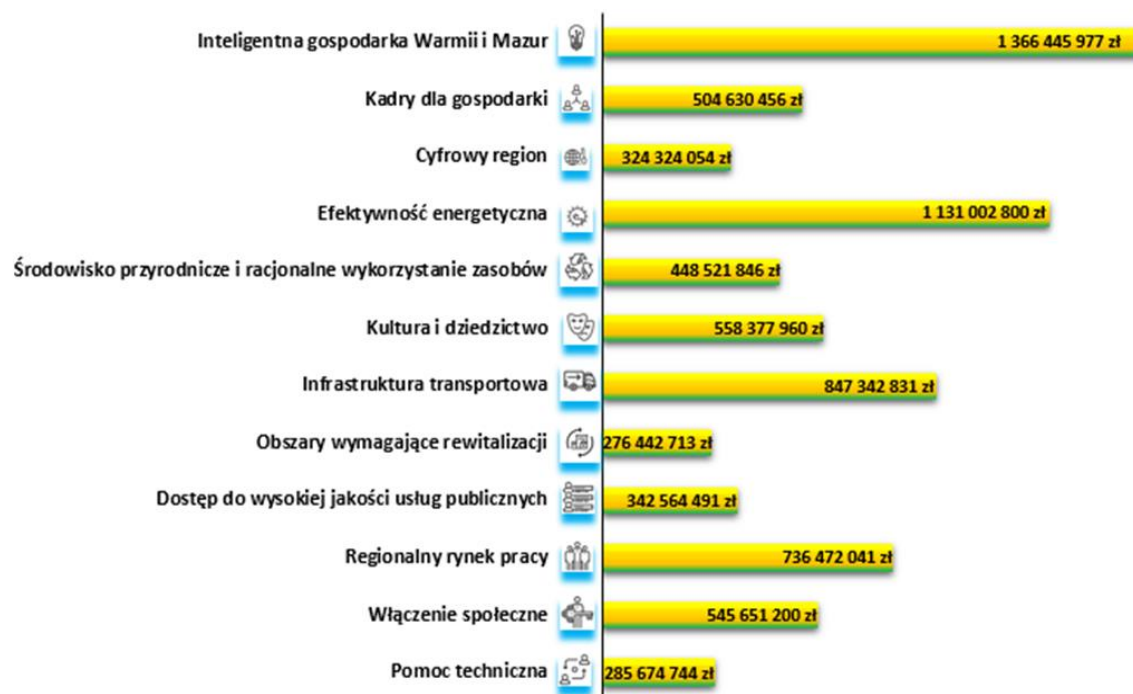 Inteligentna gospodarka Warmii i Mazur 1 366 445 977 zł
Kadry dla gospodarki 504 630 456 zł
Cyfrowy region 324 324 054 zł
Efektywność energetyczna 1 131 002 800 zł
Środowisko przyrodnicze i racjonalne wykorzystanie zasobów 448 521 846 zł
Kultura i dziedzictwo 558 377 960 zł
Infrastruktura transportowa 847 342 831 zł
Obszary wymagające rewitalizacji 276 442 713 zł
Dostęp do wysokiej jakości usług publicznych 342 564 491 zł
Regionalny rynek pracy 736 472 041 zł
Włączenie społeczne 545 651 200 zł
Pomoc techniczna 285 674 744 zł